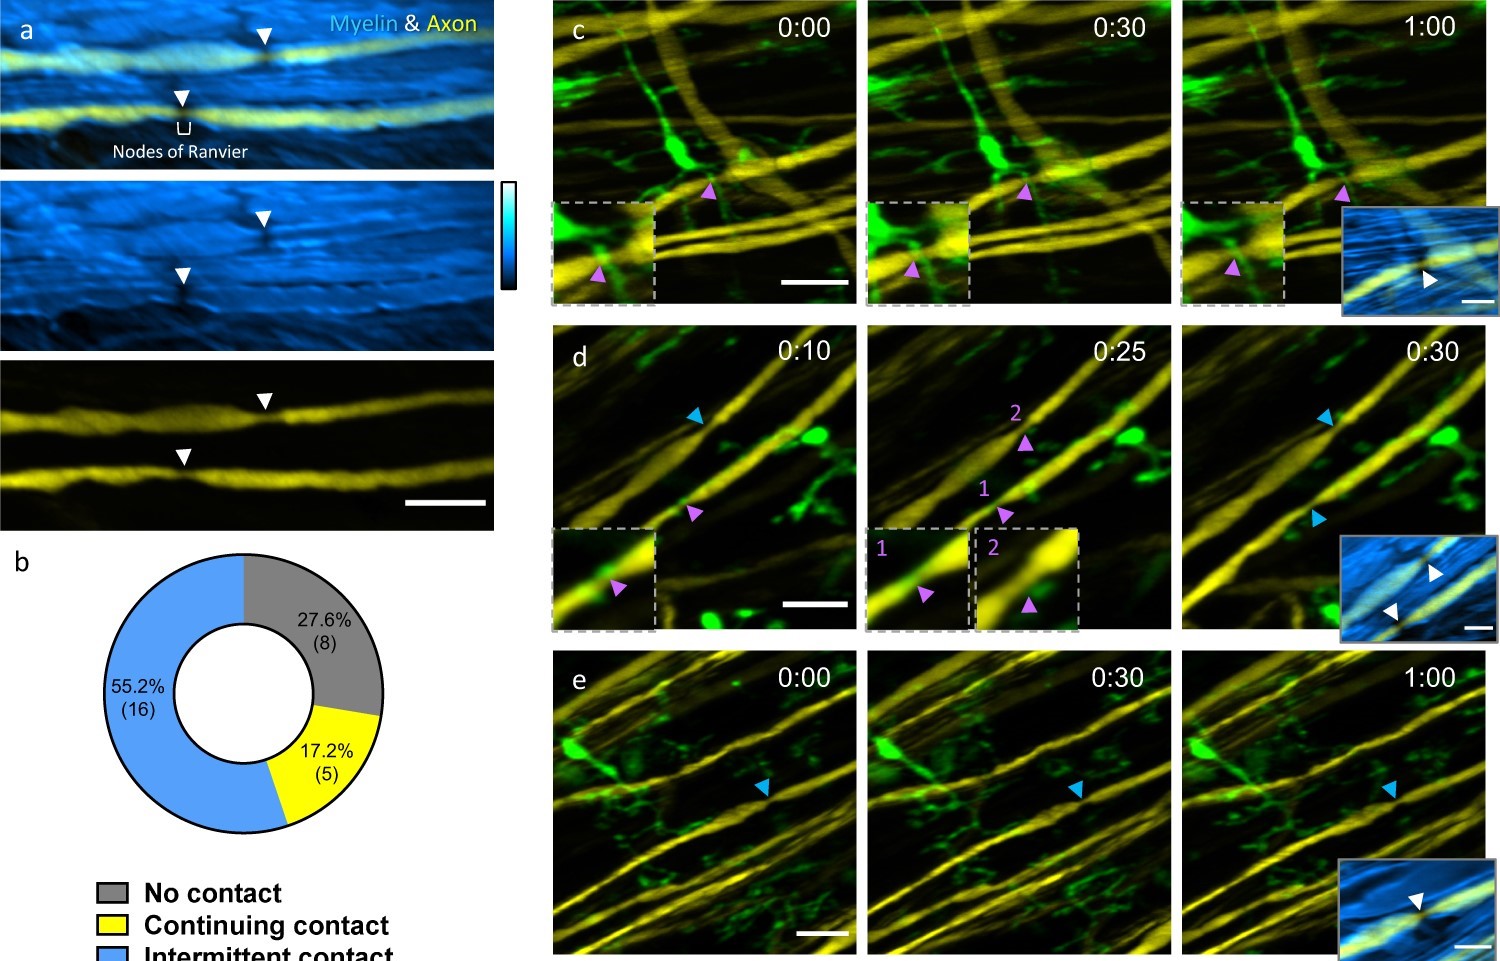 a
Myelin & Axon
Nodes of Ranvier
b
27.6%
(8)
55.2%
(16)
17.2%
(5)
No contact
Continuing contact
Intermittent contact
c
0:00
0:30
1:00
d
0:10
0:25
0:30
2
1
1
2
e
0:00
0:30
1:00